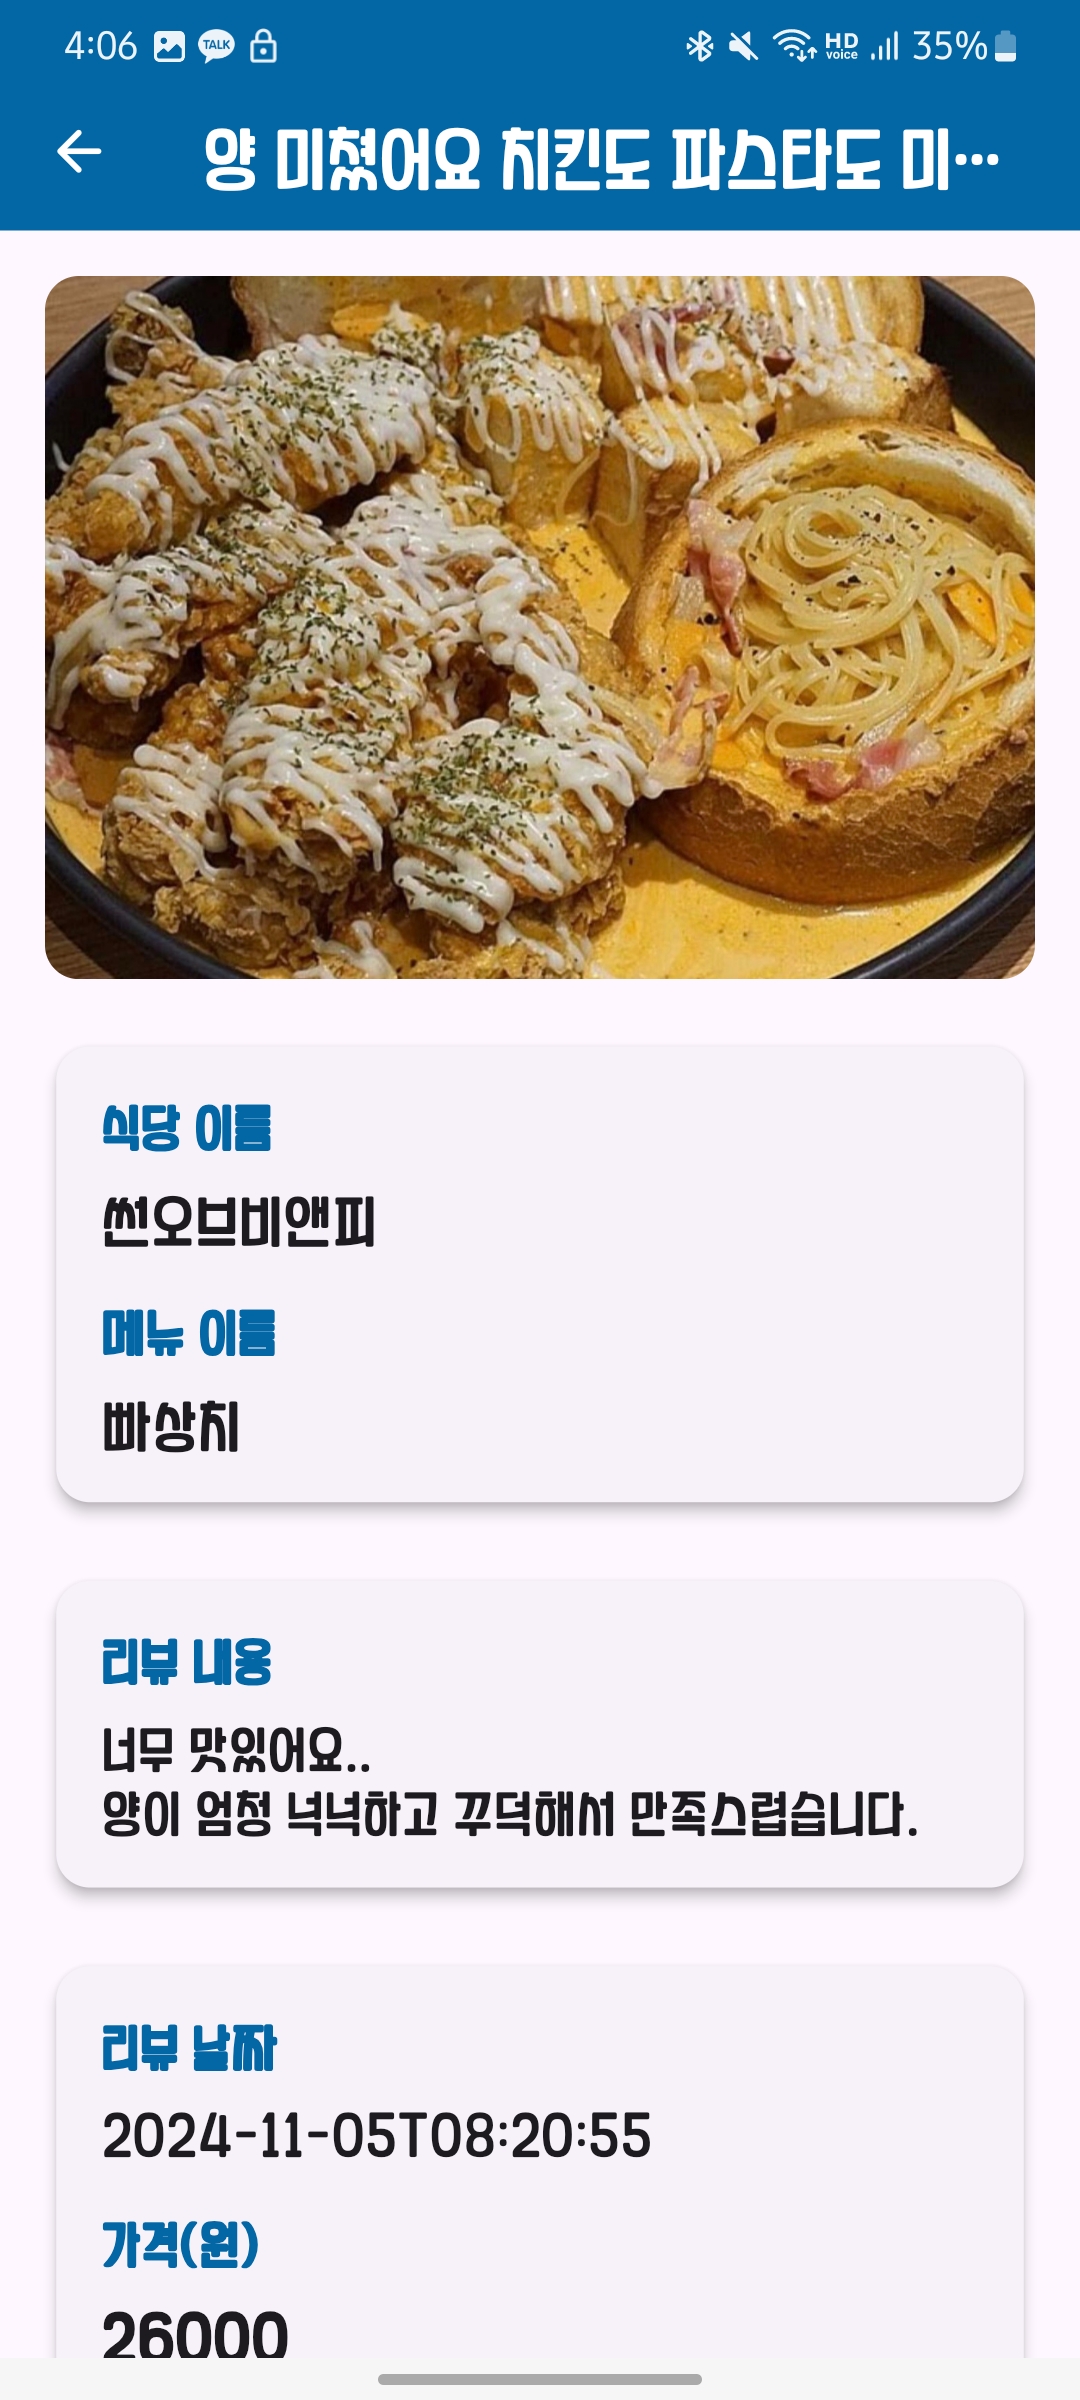 4:06 TALK HD voice 35%
양 미쳤어요 치킨도 파스타도 미…
식당 이름
썬오브비앤피
메뉴 이름
빠상치
리뷰 내용
너무 맛있어요..
양이 엄청 넉넉하고 꾸덕해서 만족스럽습니다.
리뷰 날짜
2024-11-05T08:20:55
가격(원)
26000